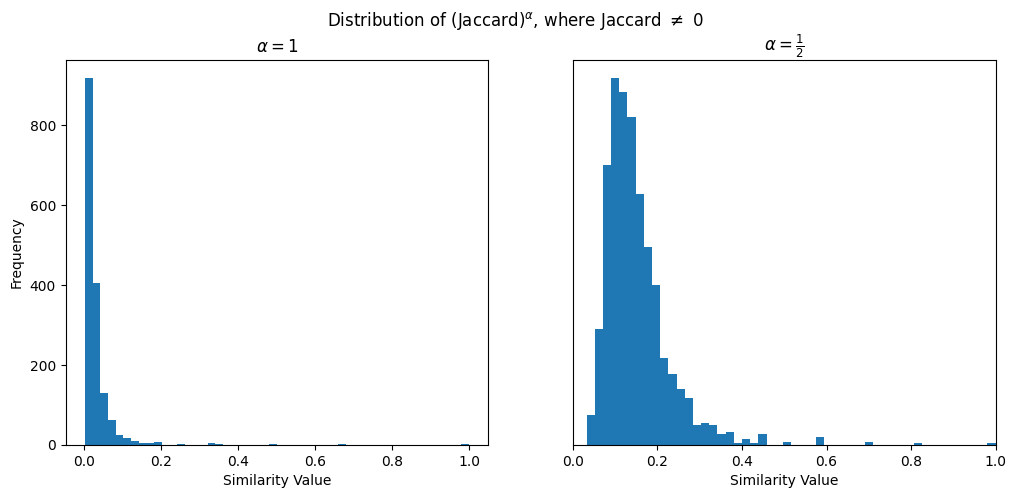 Distribution of (Jaccard)^α, where Jaccard ≠ 0
α = 1
α = 1/2
Frequency
800
600
400
200
0
0.0 0.2 0.4 0.6 0.8 1.0
0.0 0.2 0.4 0.6 0.8 1.0
Similarity Value
Similarity Value